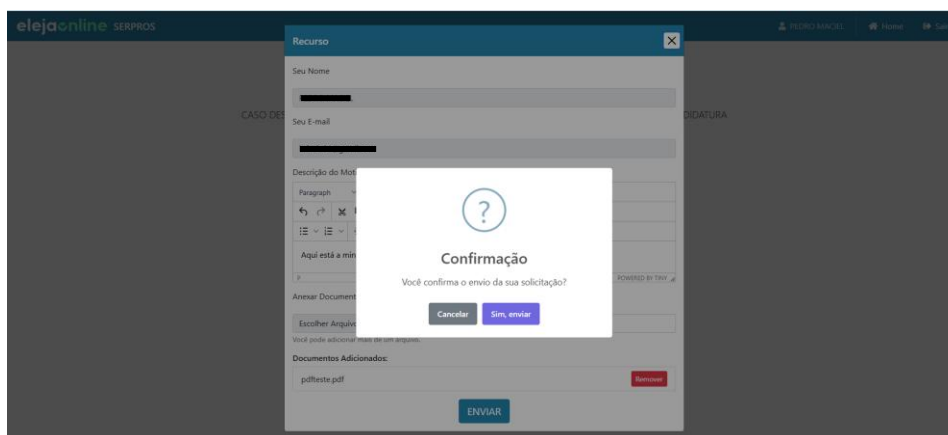 elejaonline SERPROS
PEDRO MACIEL
Home
Recurso
Seu Nome
CASO DES
DIDATURA
Seu E-mail
Descrição do Mot
Paragraph
Aqui está a min
P
POWERED BY TINY
Confirmação
Você confirma o envio da sua solicitação?
Cancelar Sim, enviar
Anexar Document
Escolher Arquivo
Você pode adicionar mais de um arquivo.
Documentos Adicionados:
pdfteste.pdf Remover
ENVIAR